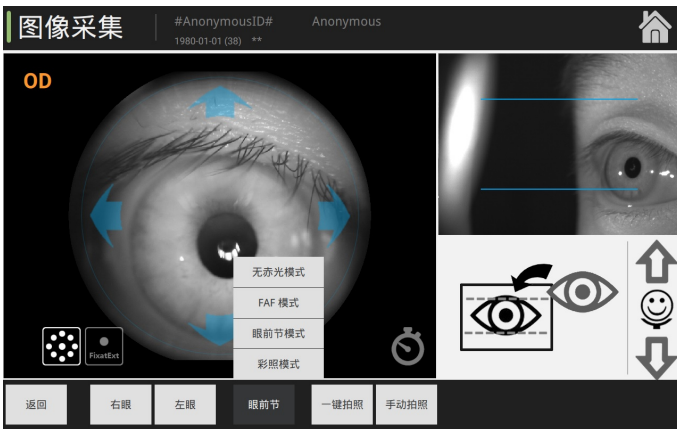 图像采集
#AnonymousID# Anonymous
1980-01-01 (38) **
OD
无赤光模式
FAF 模式
眼前节模式
彩照模式
FixatExt
返回 右眼 左眼 眼前节 一键拍照 手动拍照